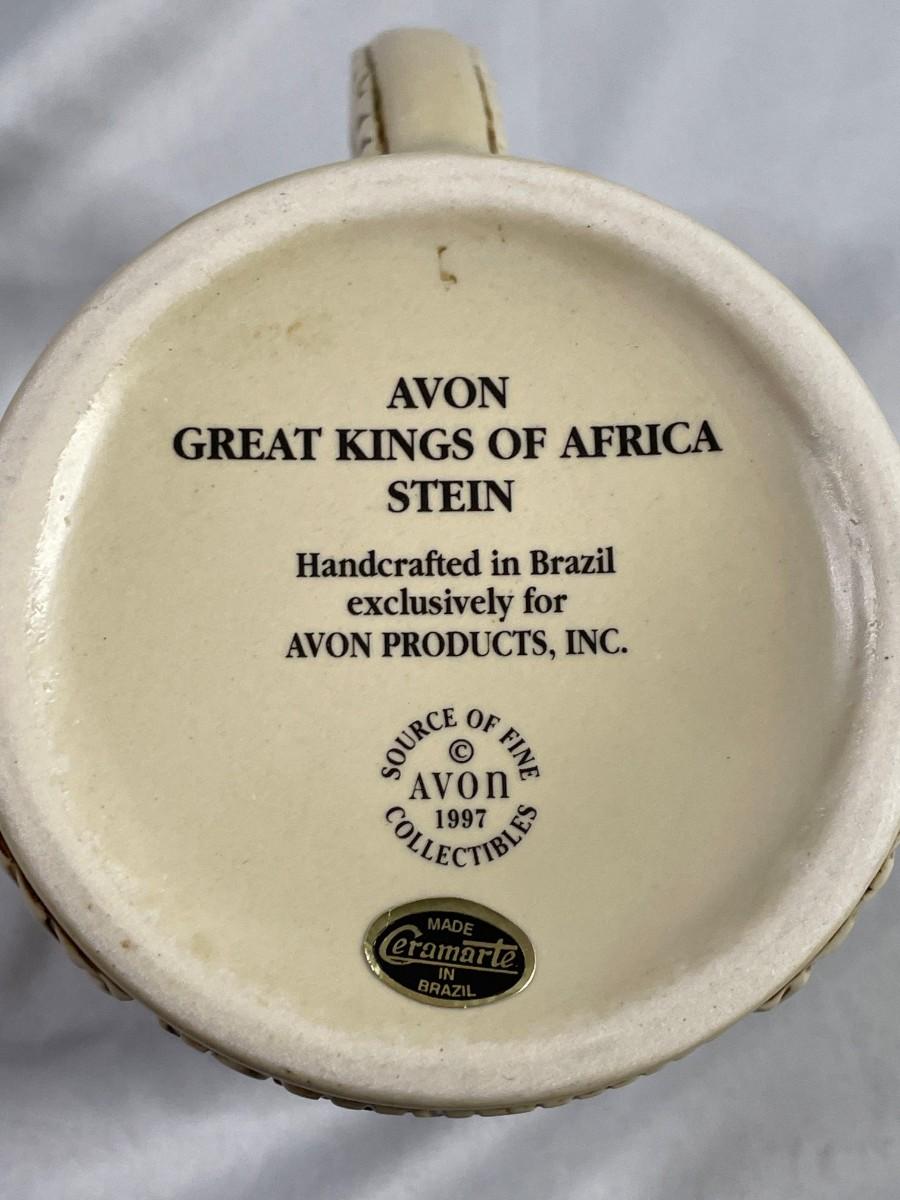 AVON
GREAT KINGS OF AFRICA
STEIN
Handcrafted in Brazil
exclusively for
AVON PRODUCTS, INC.
SOURCE OF FINE
©
AVON
1997
COLLECTIBLES
MADE
Ceramarte
IN
BRAZIL